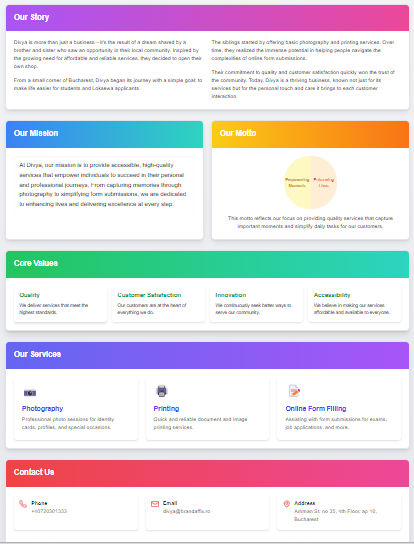 Our Story
Divya is more than just a business—it's the result of a dream shared by a
brother and sister who saw an opportunity in their local community. Inspired by
the growing need for affordable and reliable services, they decided to open their
own shop.
From a small corner of Bucharest, Divya began its journey with a simple goal: to
make life easier for students and Loksewa applicants.
The siblings started by offering basic photography and printing services. Over
time, they realized the immense potential in helping people navigate the
complexities of online form submissions.
Their commitment to quality and customer satisfaction quickly won the trust of
the community. Today, Divya is a thriving business, known not just for its
services but for the personal touch and care it brings to each customer
interaction.
Our Mission
At Divya, our mission is to provide accessible, high-quality
services that empower individuals to succeed in their personal
and professional journeys. From capturing memories through
photography to simplifying form submissions, we are dedicated
to enhancing lives and delivering excellence at every step.
Our Motto
This motto reflects our focus on providing quality services that capture
important moments and simplify daily tasks for our customers.
Core Values
Quality
We deliver services that meet the
highest standards.
Customer Satisfaction
Our customers are at the heart of
everything we do.
Innovation
We continuously seek better ways to
serve our community.
Accessibility
We believe in making our services
affordable and available to everyone.
Our Services
Photography
Professional photo sessions for identity
cards, profiles, and special occasions.
Printing
Quick and reliable document and image
printing services.
Online Form Filling
Assisting with form submissions for exams,
job applications, and more.
Contact Us
Phone
+40730301333
Email
divya@brandaffix.ro
Address
Amman St. no 35, 4th Floor, ap 10,
Bucharest